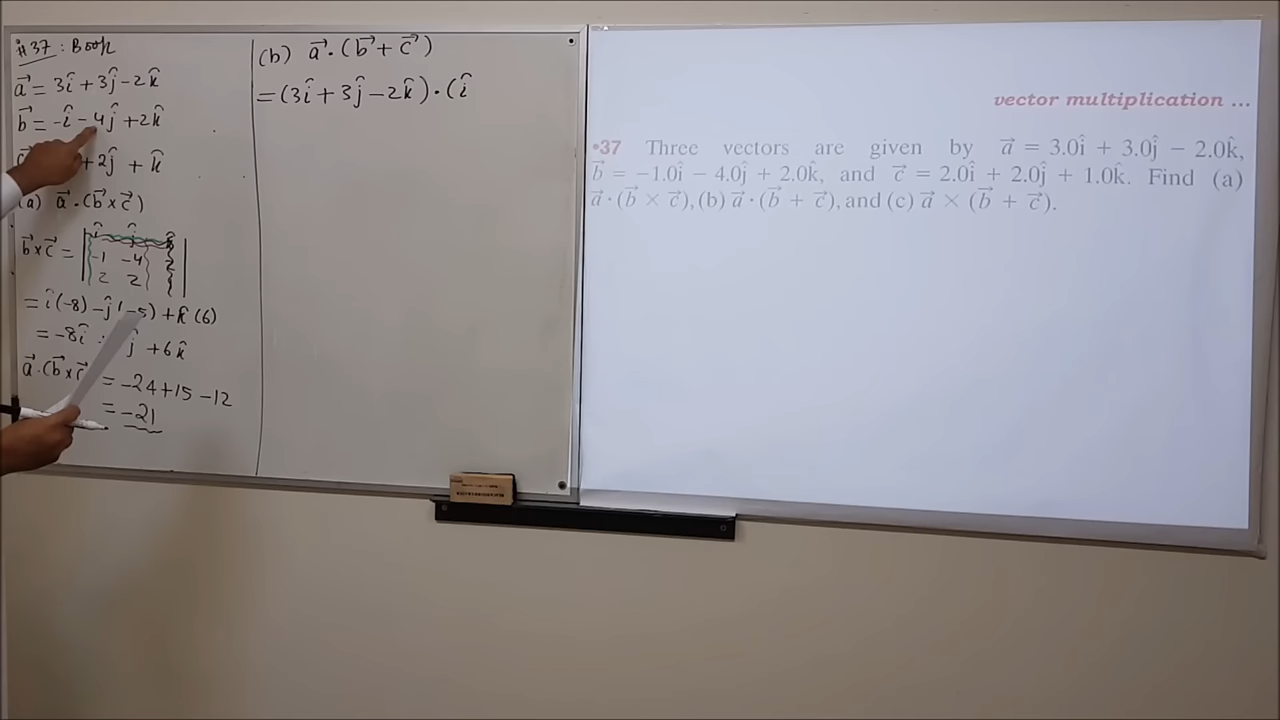 #37 : Book
a⃗ = 3î + 3ĵ - 2k̂
b⃗ = -î - 4ĵ + 2k̂
+ 2ĵ + k̂
(a) a⃗ · (b⃗ × c⃗)
b⃗ × c⃗ = | î ĵ k̂ |
-1 -4 2
2 2
= î(-8) - ĵ(-5) + k̂(6)
= -8î ĵ + 6k̂
a⃗ · (b⃗ × c⃗ = -24 + 15 - 12
= -21
(b) a⃗ · (b⃗ + c⃗)
= (3î + 3ĵ - 2k̂) · (î
vector multiplication ...
•37 Three vectors are given by a⃗ = 3.0î + 3.0ĵ − 2.0k̂,
b⃗ = −1.0î − 4.0ĵ + 2.0k̂, and c⃗ = 2.0î + 2.0ĵ + 1.0k̂. Find (a)
a⃗ · (b⃗ × c⃗), (b) a⃗ · (b⃗ + c⃗), and (c) a⃗ × (b⃗ + c⃗).